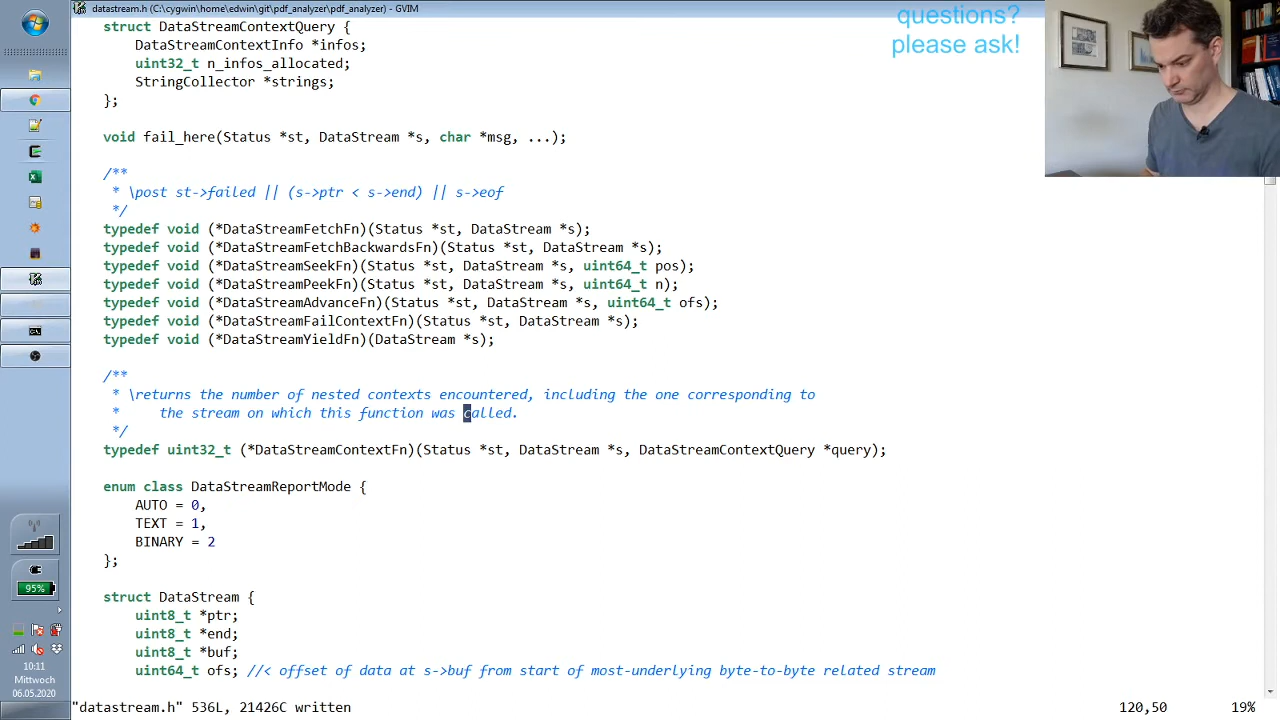 datastream.h (C:\cygwin\home\edwin\git\pdf_analyzer\pdf_analyzer) - GVIM
questions?
please ask!
struct DataStreamContextQuery {
DataStreamContextInfo *infos;
uint32_t n_infos_allocated;
StringCollector *strings;
};
void fail_here(Status *st, DataStream *s, char *msg, ...);
/**
* \post st->failed || (s->ptr < s->end) || s->eof
*/
typedef void (*DataStreamFetchFn)(Status *st, DataStream *s);
typedef void (*DataStreamFetchBackwardsFn)(Status *st, DataStream *s);
typedef void (*DataStreamSeekFn)(Status *st, DataStream *s, uint64_t pos);
typedef void (*DataStreamPeekFn)(Status *st, DataStream *s, uint64_t n);
typedef void (*DataStreamAdvanceFn)(Status *st, DataStream *s, uint64_t ofs);
typedef void (*DataStreamFailContextFn)(Status *st, DataStream *s);
typedef void (*DataStreamYieldFn)(DataStream *s);
/**
* \returns the number of nested contexts encountered, including the one corresponding to
* the stream on which this function was called.
*/
typedef uint32_t (*DataStreamContextFn)(Status *st, DataStream *s, DataStreamContextQuery *query);
enum class DataStreamReportMode {
AUTO = 0,
TEXT = 1,
BINARY = 2
};
struct DataStream {
uint8_t *ptr;
uint8_t *end;
uint8_t *buf;
uint64_t ofs; //< offset of data at s->buf from start of most-underlying byte-to-byte related stream
95%
10:11
Mittwoch
06.05.2020
"datastream.h" 536L, 21426C written
120,50
19%